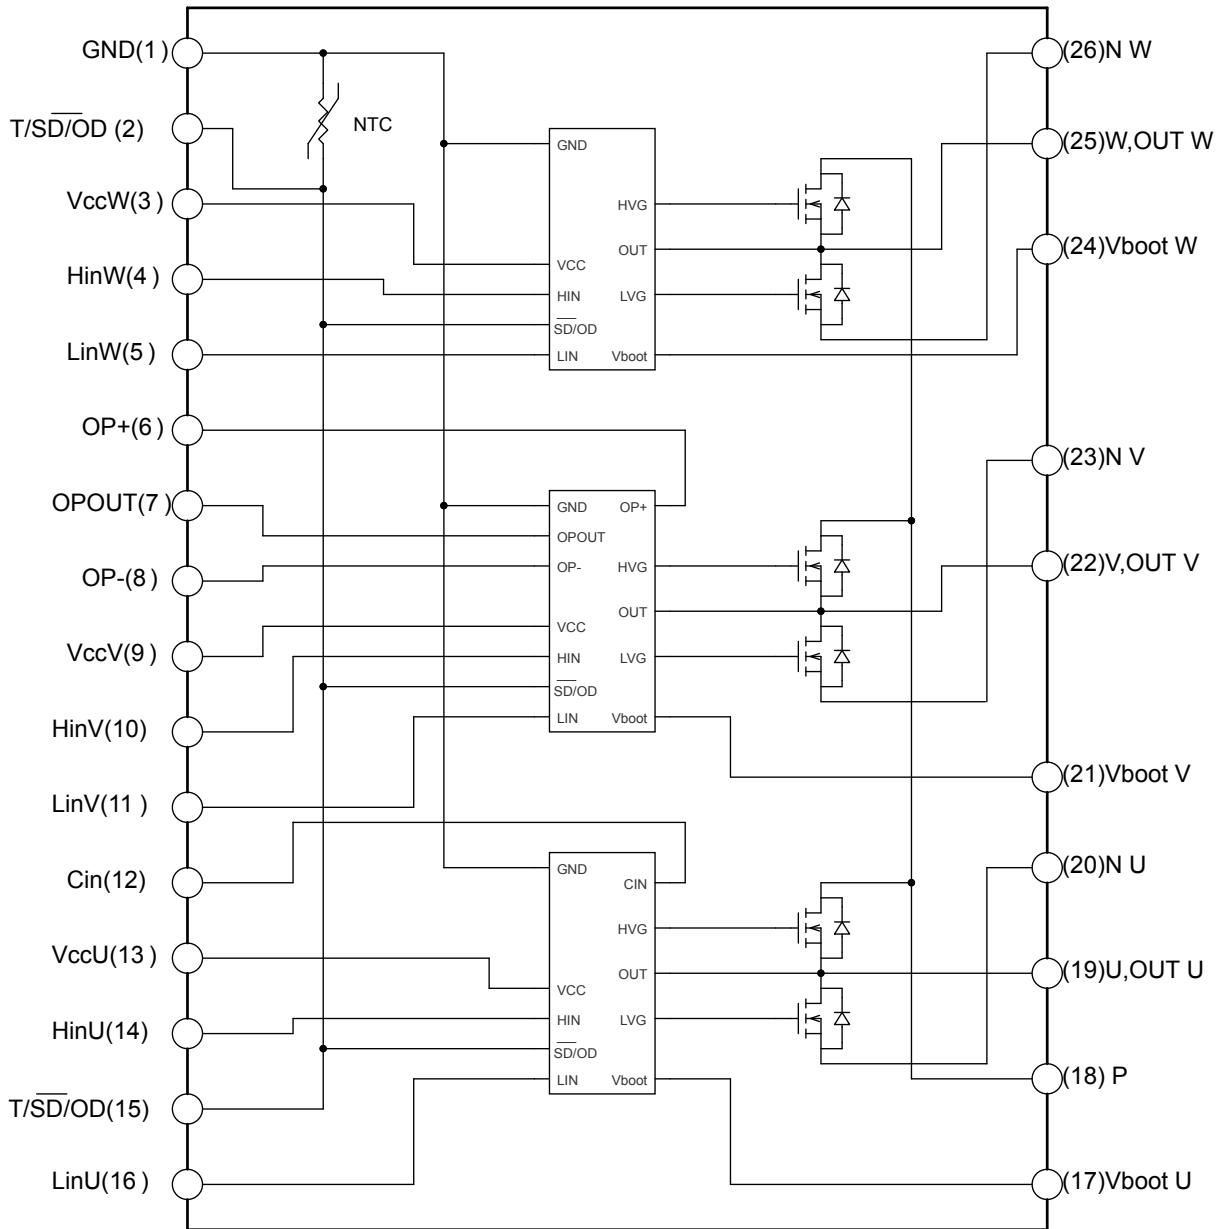 GND(1)
T/SD/OD (2)
VccW(3)
HinW(4)
LinW(5)
OP+(6)
OPOUT(7)
OP-(8)
VccV(9)
HinV(10)
LinV(11)
Cin(12)
VccU(13)
HinU(14)
T/SD/OD(15)
LinU(16)
NTC
GND
HVG
OUT
VCC
HIN
LVG
SD/OD
LIN
Vboot
GND
OP+
OPOUT
OP-
HVG
OUT
VCC
HIN
LVG
SD/OD
LIN
Vboot
GND
CIN
HVG
OUT
VCC
HIN
LVG
SD/OD
LIN
Vboot
(26)N W
(25)W,OUT W
(24)Vboot W
(23)N V
(22)V,OUT V
(21)Vboot V
(20)N U
(19)U,OUT U
(18) P
(17)Vboot U